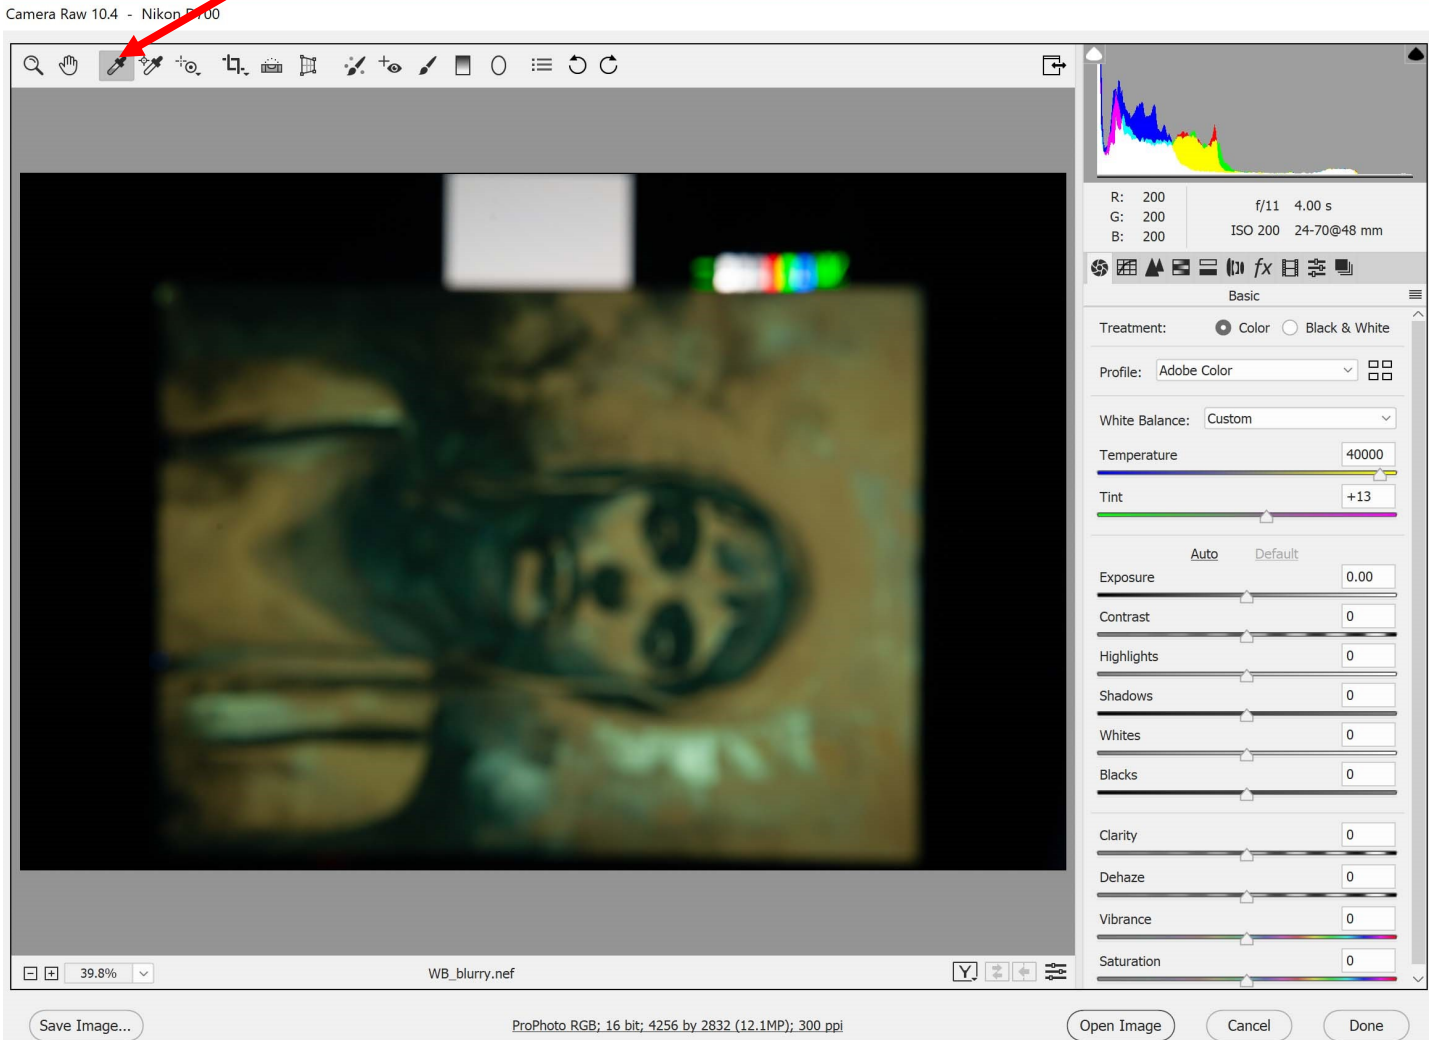 Camera Raw 10.4 - Nikon D700
R: 200
G: 200
B: 200
f/11 4.00 s
ISO 200 24-70@48 mm
fx
Basic
Treatment: Color Black & White
Profile: Adobe Color
White Balance: Custom
Temperature 40000
Tint +13
Auto Default
Exposure 0.00
Contrast 0
Highlights 0
Shadows 0
Whites 0
Blacks 0
Clarity 0
Dehaze 0
Vibrance 0
Saturation 0
39.8% WB_blurry.nef Y
Save Image... ProPhoto RGB; 16 bit; 4256 by 2832 (12.1MP); 300 ppi Open Image Cancel Done